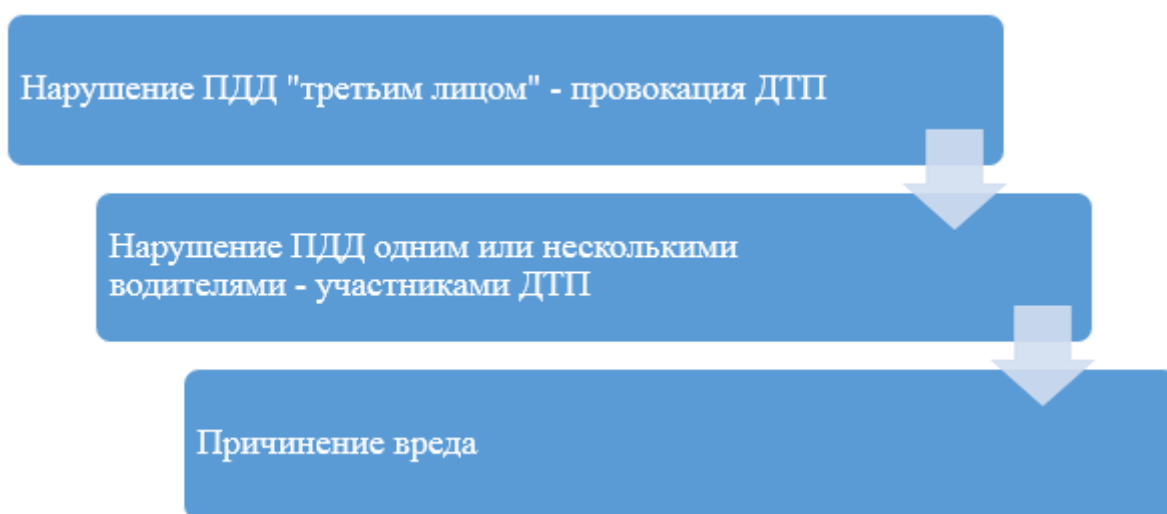 Нарушение ПДД "третьим лицом" - провокация ДТП
Нарушение ПДД одним или несколькими
водителями - участниками ДТП
Причинение вреда